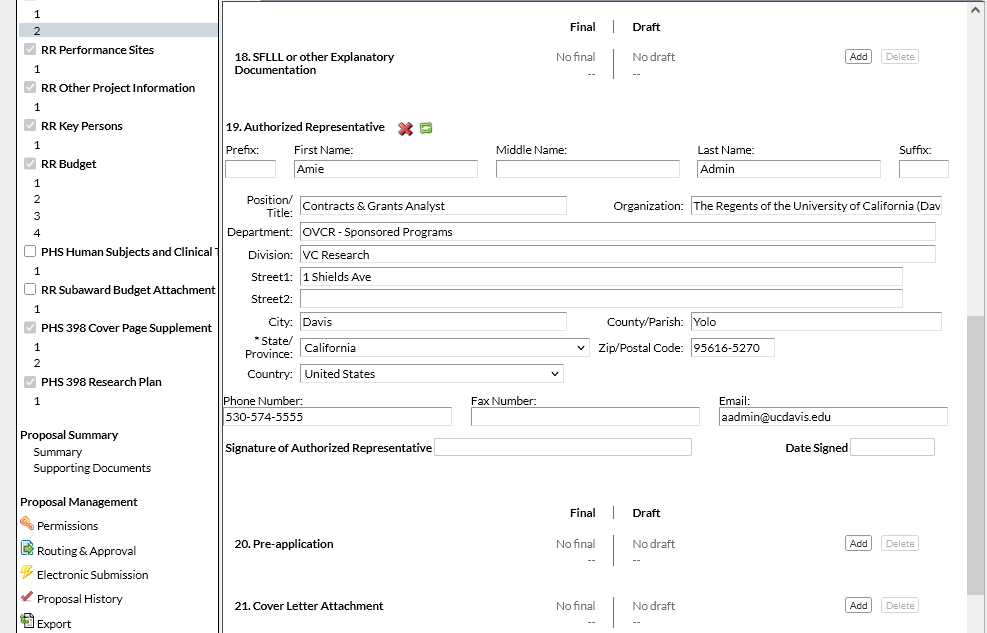 1
2
RR Performance Sites
1
RR Other Project Information
1
RR Key Persons
1
RR Budget
1
2
3
4
PHS Human Subjects and Clinical
1
RR Subaward Budget Attachment
1
PHS 398 Cover Page Supplement
1
2
PHS 398 Research Plan
1
Proposal Summary
Summary
Supporting Documents
Proposal Management
Permissions
Routing & Approval
Electronic Submission
Proposal History
Export
Final | Draft
18. SFLLL or other Explanatory Documentation No final No draft Add Delete
-- --
19. Authorized Representative
Prefix: First Name: Middle Name: Last Name: Suffix:
Amie Admin
Position/ Title: Contracts & Grants Analyst Organization: The Regents of the University of California (Dav
Department: OVCR - Sponsored Programs
Division: VC Research
Street1: 1 Shields Ave
Street2:
City: Davis County/Parish: Yolo
* State/ Province: California Zip/Postal Code: 95616-5270
Country: United States
Phone Number: Fax Number: Email:
530-574-5555 aadmin@ucdavis.edu
Signature of Authorized Representative Date Signed
Final | Draft
20. Pre-application No final No draft Add Delete
-- --
21. Cover Letter Attachment No final No draft Add Delete
-- --